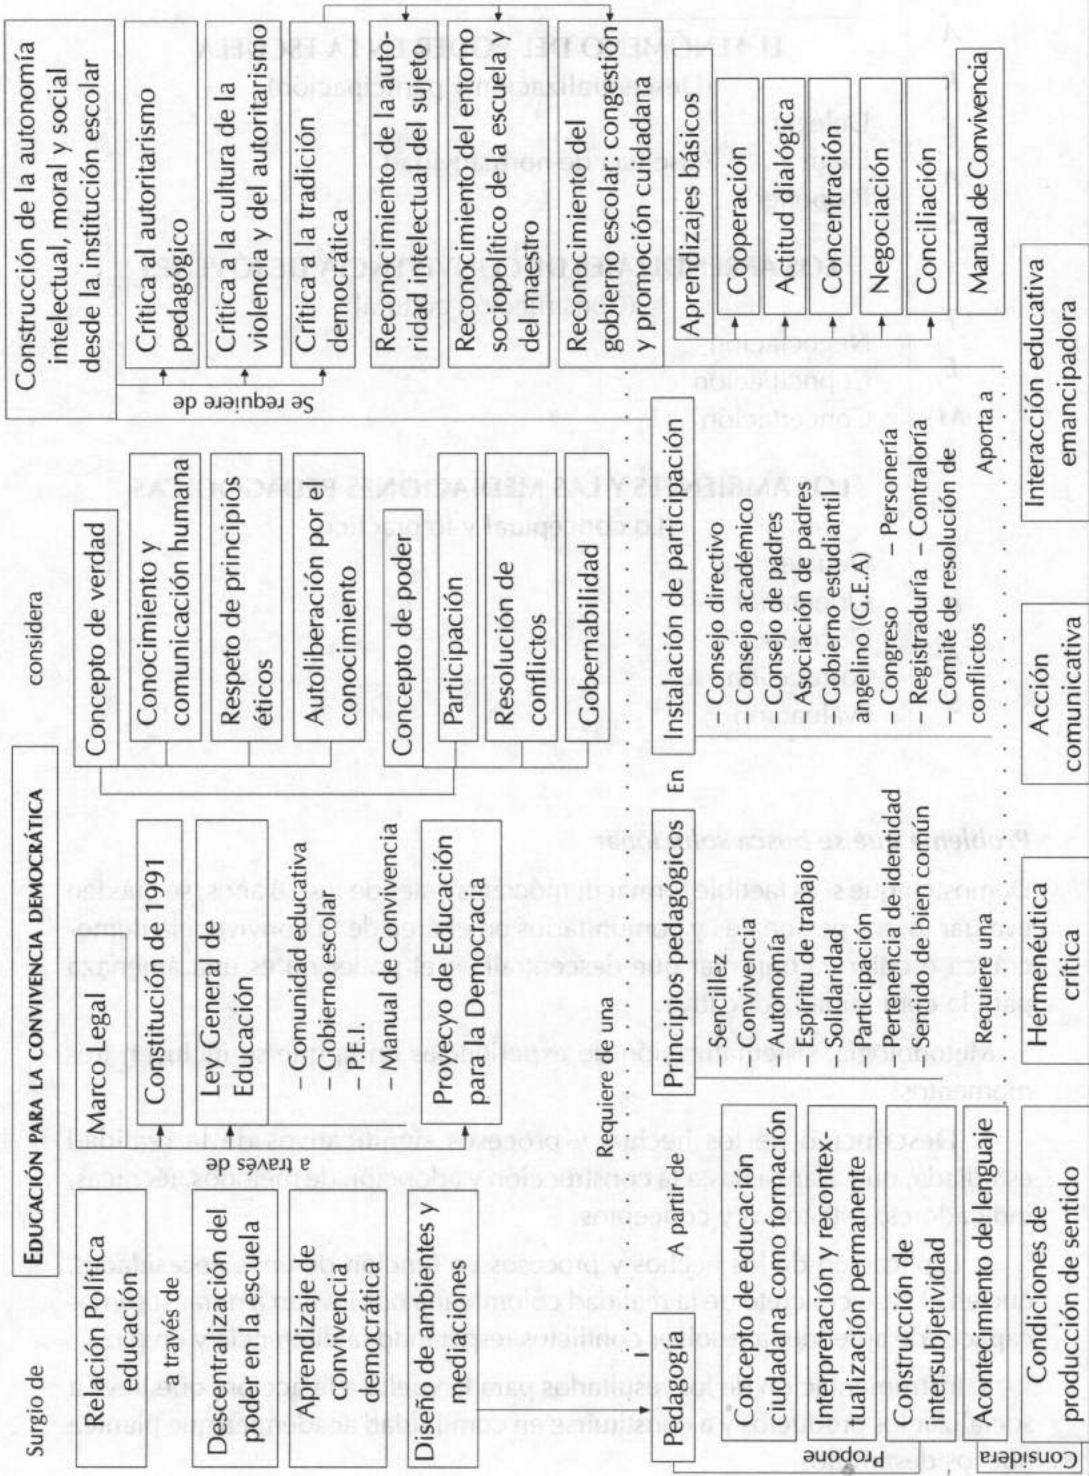 EDUCACIÓN PARA LA CONVIVENCIA DEMOCRÁTICA
Surgio de
Relación Política
educación
a través de
Descentralización del
poder en la escuela
Aprendizaje de
convivencia
democrática
Diseño de ambientes y
mediaciones
a través de
Marco Legal
Constitución de 191
Ley General de
Educación
– Comunidad educativa
– Gobierno escolar
– P.E.I.
– Manual de Convencia
Proyecyo de Educación
para la Democracia
considera
Concepto de verdad
Conocimiento y
comunicación humana
Respeto de principios
éticos
Autoliberación por el
conocimiento
Concepto de poder
Participación
Resolución de
conflictos
Gobernabilidad
Construcción de la autonomía
intelectual, moral y social
desde la. institución escolar
Se requiere de
Crítica al autoritarismo
pedagógico
Crítica la cultura de la
violencia y del autoritarismo
Crítica a la tradición
democrática
Reconocimiento de la auto-
ridad intelectual del sujeto
Reconocimiento del entorno
sociopolítico de la escuela y
del maestro
Reconocimiento del
gobierno escolar, congestión
y promoción ciudadana
Requiere de una
Pedagogía
A partir de
Propone
Concepto de educación
ciudadana como formación
Interpretación y recontex-
tualización permanente
Construcción de
intsubjetividad
Acontecimiento del lenguaje
Principios pedagógicos
– Sencillez
– Convivencia
– Autonomía
– Espíritu de trabajo
– Solidaridad
– Participación
– Pertenencia de identidad
– Sentido de bien común
En
Instalación de participación
– Consejo directivo
– Consejo académico
– Consejo de padres
– Asociación de padres
– Gobierno estudiantil
angelino (G.E.A)
– Congreso – Personería
– Registraduría – Contraloría
– Comité de resolución de
conflictos
Aprendizajes básicos
Cooperación
Actitud dialógica
Concentración
Negociación
Conciliación
Manual de Convivencia
Considera
Requiere una
Aporta a
Condiciones de
producción de sentido
Hermenética
crítica
Acción
comunicativa
Interacción educativa
emancipadora